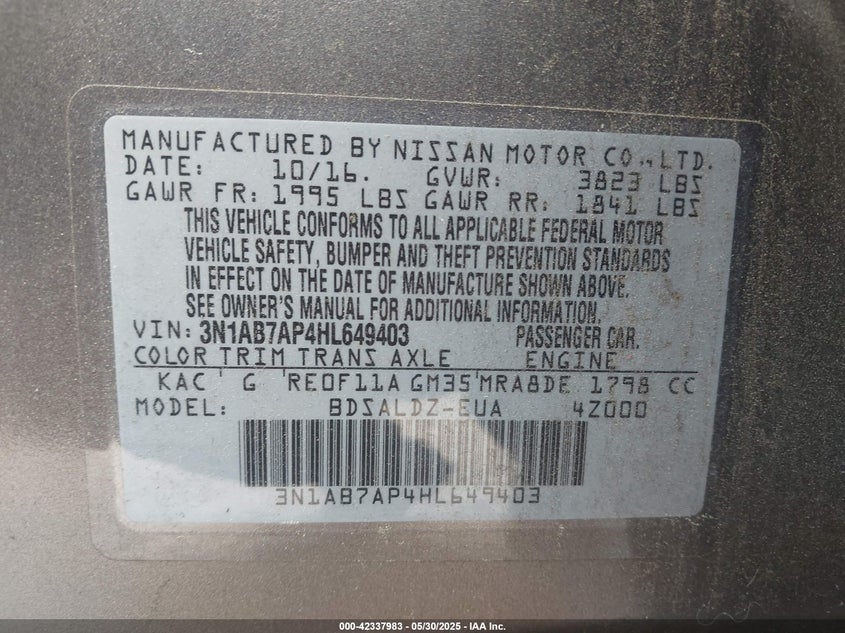 MANUFACTURED BY NISSAN MOTOR CO., LTD.
DATE: 10/16. GVWR: 3823 LBS
GAWR FR: 1995 LBS GAWR RR: 1841 LBS
THIS VEHICLE CONFORMS TO ALL APPLICABLE FEDERAL MOTOR
VEHICLE SAFETY, BUMPER AND THEFT PREVENTION STANDARDS
IN EFFECT ON THE DATE OF MANUFACTURE SHOWN ABOVE.
SEE OWNER'S MANUAL FOR ADDITIONAL INFORMATION.
VIN: 3N1AB7AP4HL649403 PASSENGER CAR.
COLOR TRIM TRANS AXLE ENGINE
KAC G RE0F11A GM35 MRA8DE 1798 CC
MODEL: BDSALDZ-EUA 4Z000
3N1AB7AP4HL649403
000-42337983 — 05/30/2025 — IAA Inc.